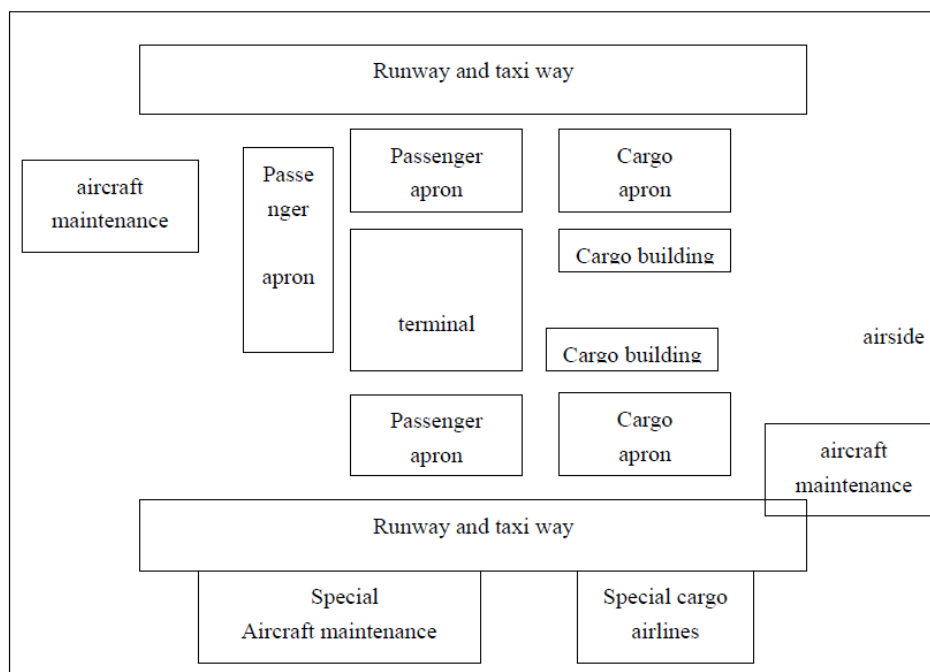 Runway and taxi way
Passenger
apron
Cargo
apron
aircraft
maintenance
Passe
nger
apron
Cargo building
terminal
airside
Cargo building
Passenger
apron
Cargo
apron
aircraft
maintenance
Runway and taxi way
Special
Aircraft maintenance
Special cargo
airlines